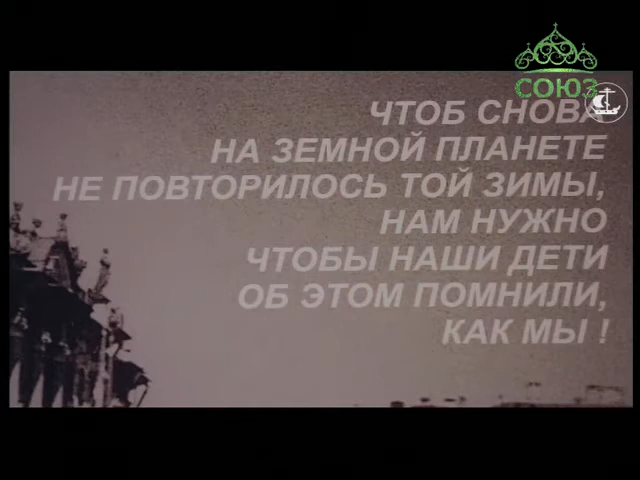 СОЮЗ
ЧТОБ СНОВА
НА ЗЕМНОЙ ПЛАНЕТЕ
НЕ ПОВТОРИЛОСЬ ТОЙ ЗИМЫ,
НАМ НУЖНО
ЧТОБЫ НАШИ ДЕТИ
ОБ ЭТОМ ПОМНИЛИ,
КАК МЫ !